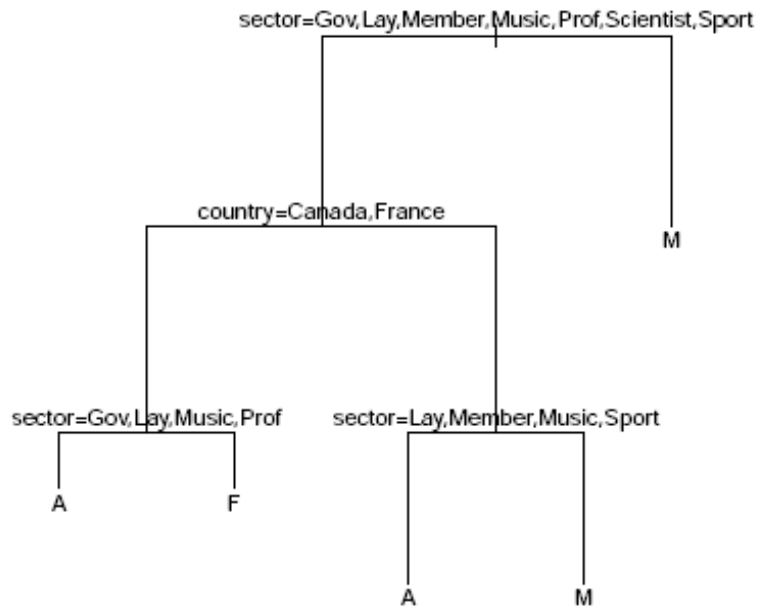 sector=Gov,Lay,Member,Music,Prof,Scientist,Sport
country=Canada,France
M
sector=Gov,Lay,Music,Prof
sector=Lay,Member,Music,Sport
A
F
A
M